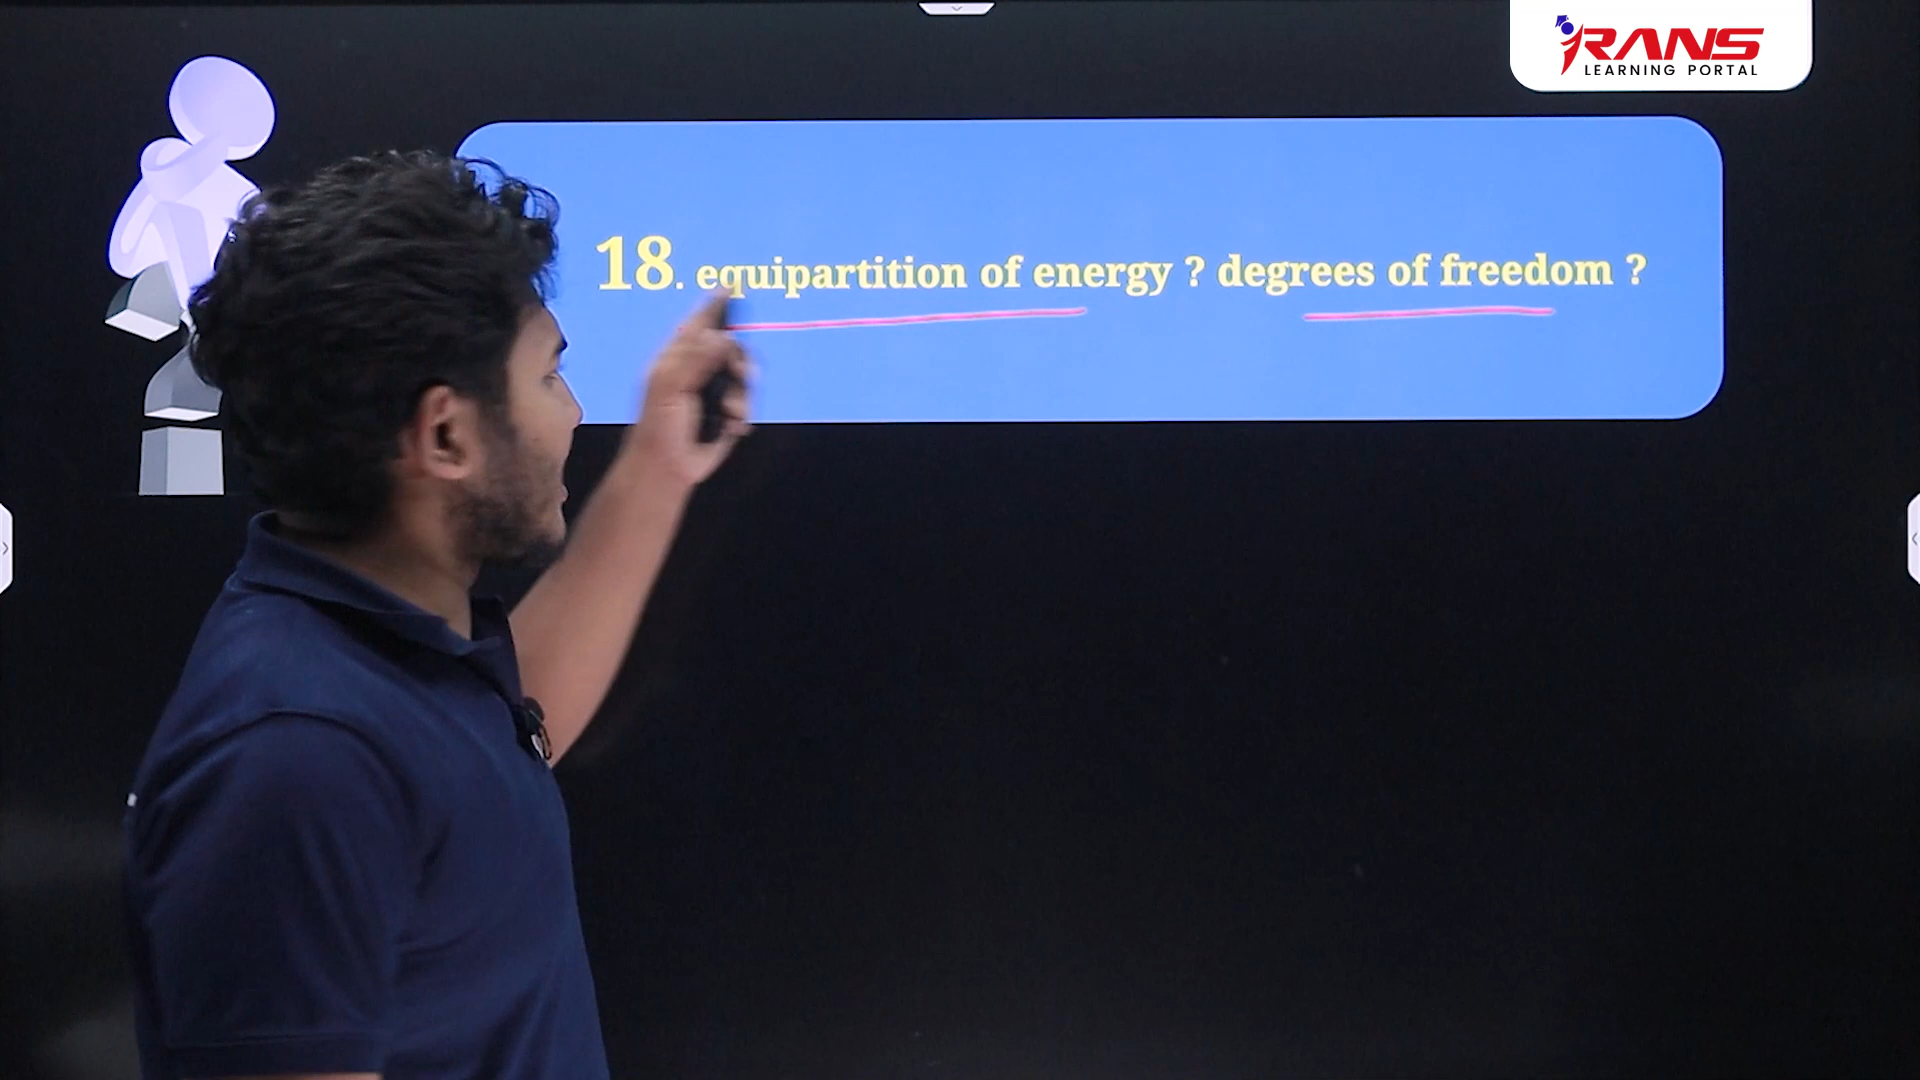 RANS
LEARNING PORTAL
18. equipartition of energy ? degrees of freedom ?